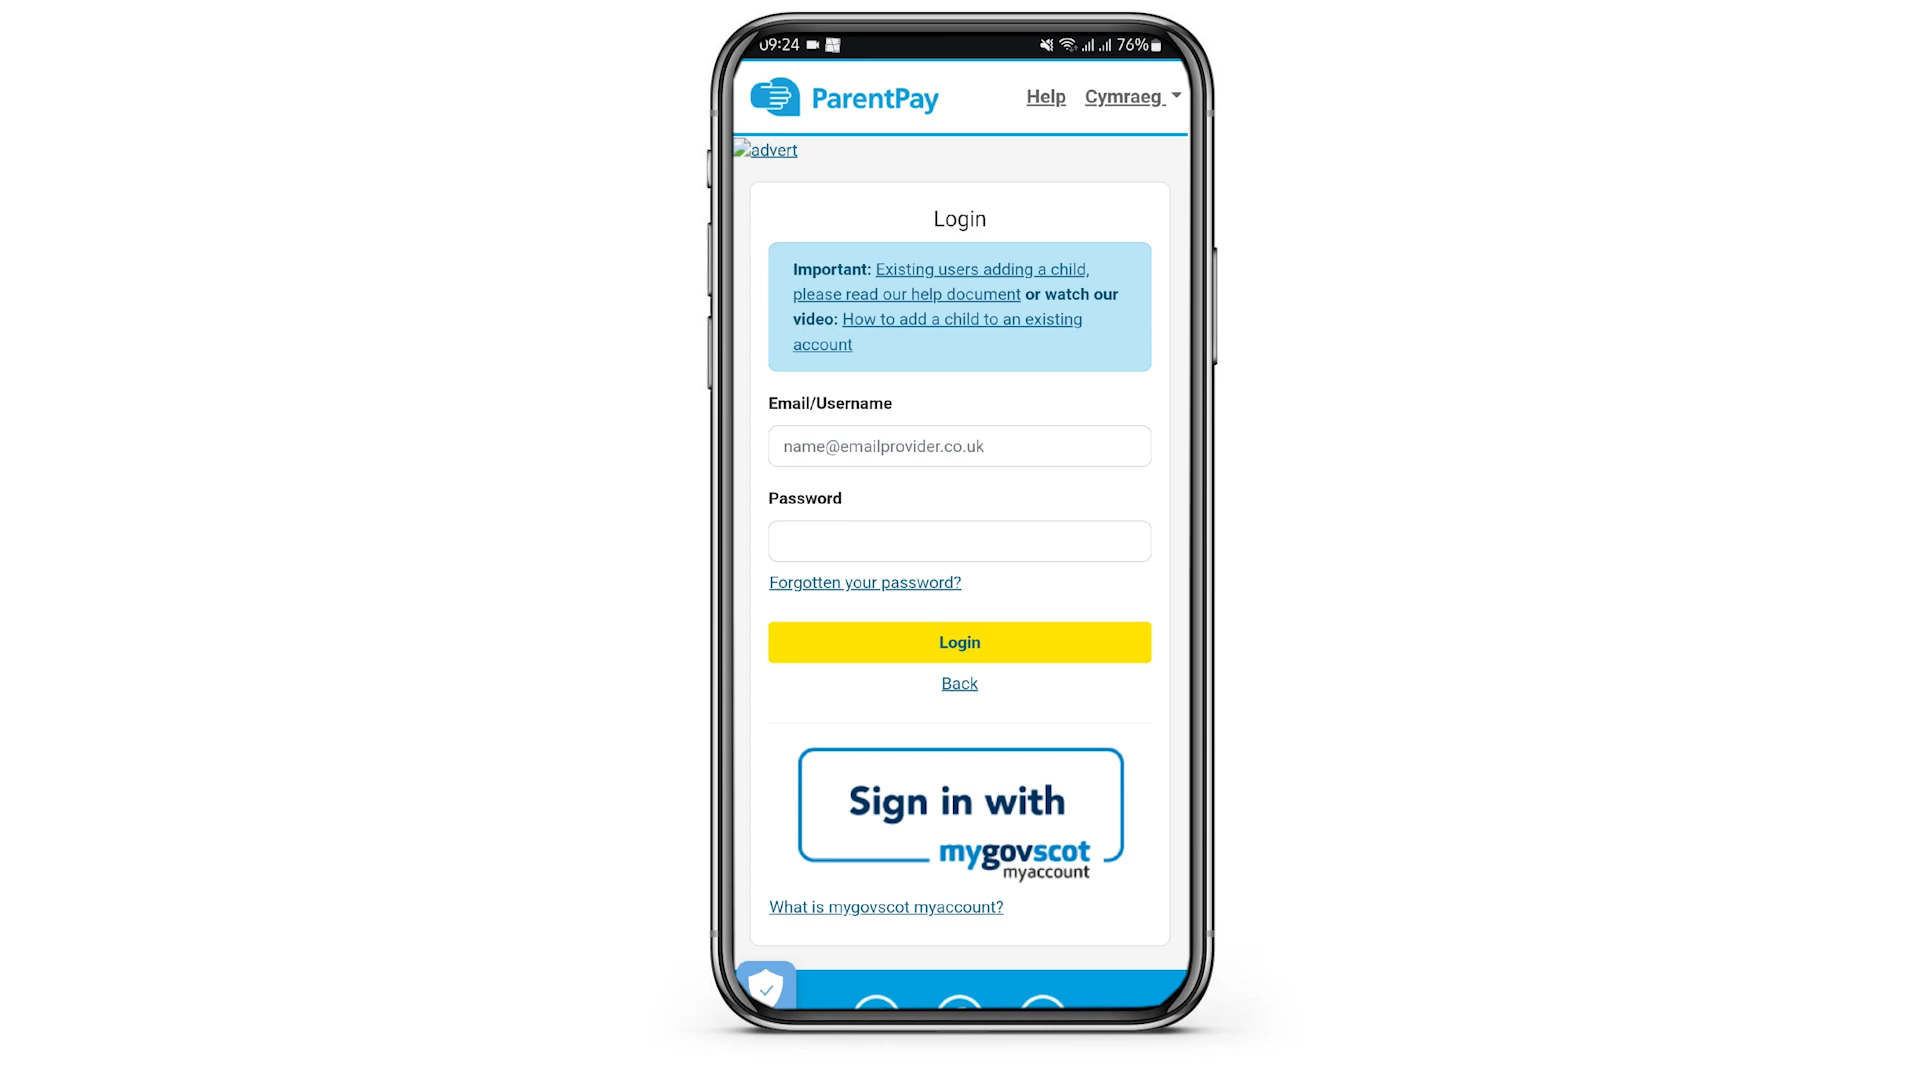 09:24 76%
ParentPay Help Cymraeg
advert
Login
Important: Existing users adding a child,
please read our help document or watch our
video: How to add a child to an existing
account
Email/Username
name@emailprovider.co.uk
Password
Forgotten your password?
Login
Back
Sign in with
mygovscot
myaccount
What is mygovscot myaccount?